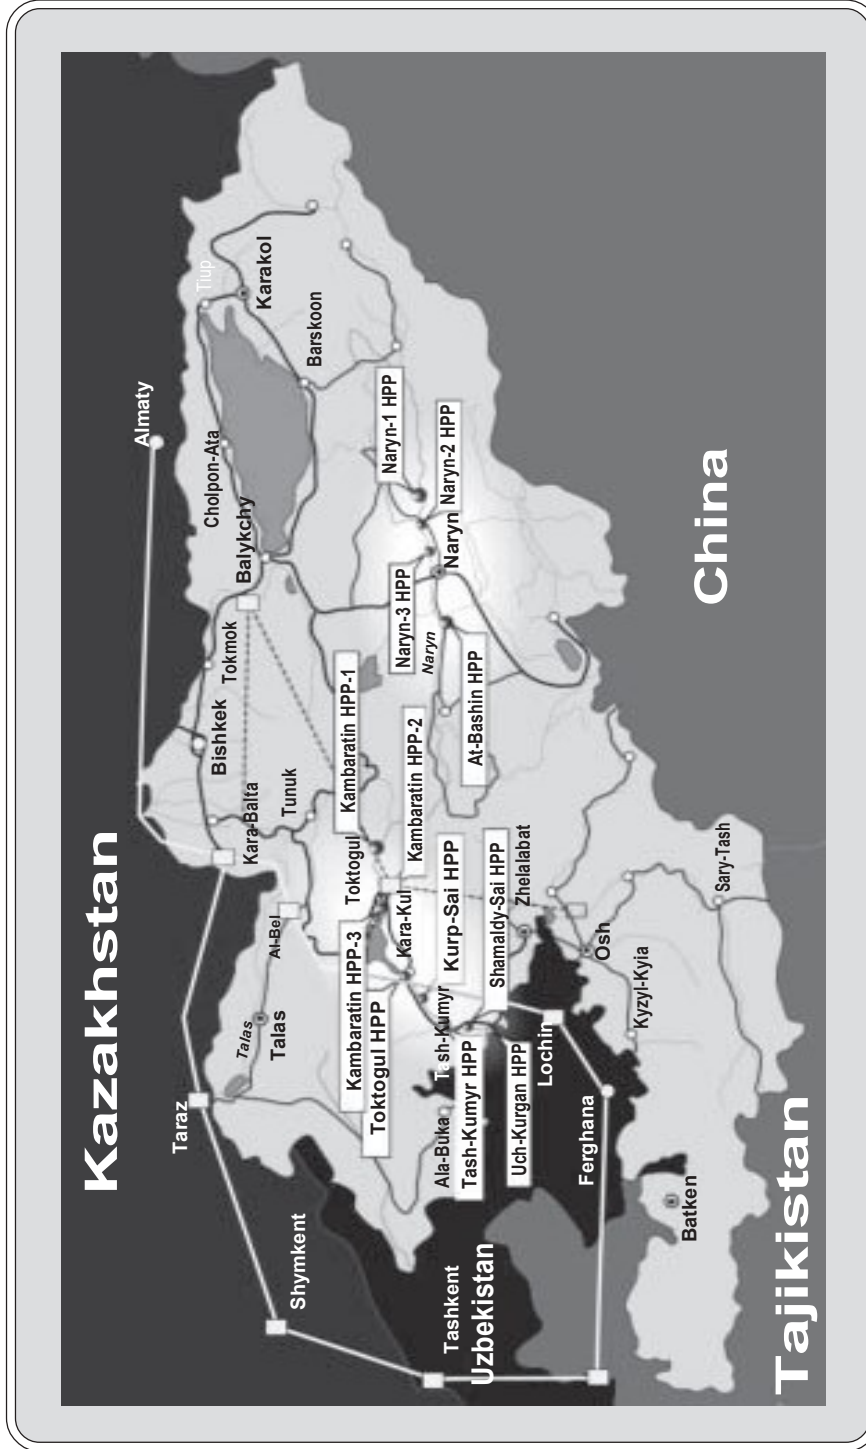 Kazakhstan
Almaty
Taraz
Shymkent
Tashkent
Uzbekistan
Tajikistan
China
Tiup
Karakol
Barskoon
Cholpon-Ata
Balykchy
Tokmok
Bishkek
Kara-Balta
Tunuk
Al-Bel
Talas
Talas
Toktogul
Kara-Kul
Kambaratin HPP-1
Kambaratin HPP-2
Kambaratin HPP-3
Toktogul HPP
Kurp-Sai HPP
Shamaldy-Sai HPP
Tash-Kumyr
Tash-Kumyr HPP
Uch-Kurgan HPP
Ala-Buka
Naryn-1 HPP
Naryn-2 HPP
Naryn-3 HPP
Naryn
Naryn
At-Bashin HPP
Zhelalabat
Osh
Lochin
Ferghana
Kyzyl-Kyia
Sary-Tash
Batken